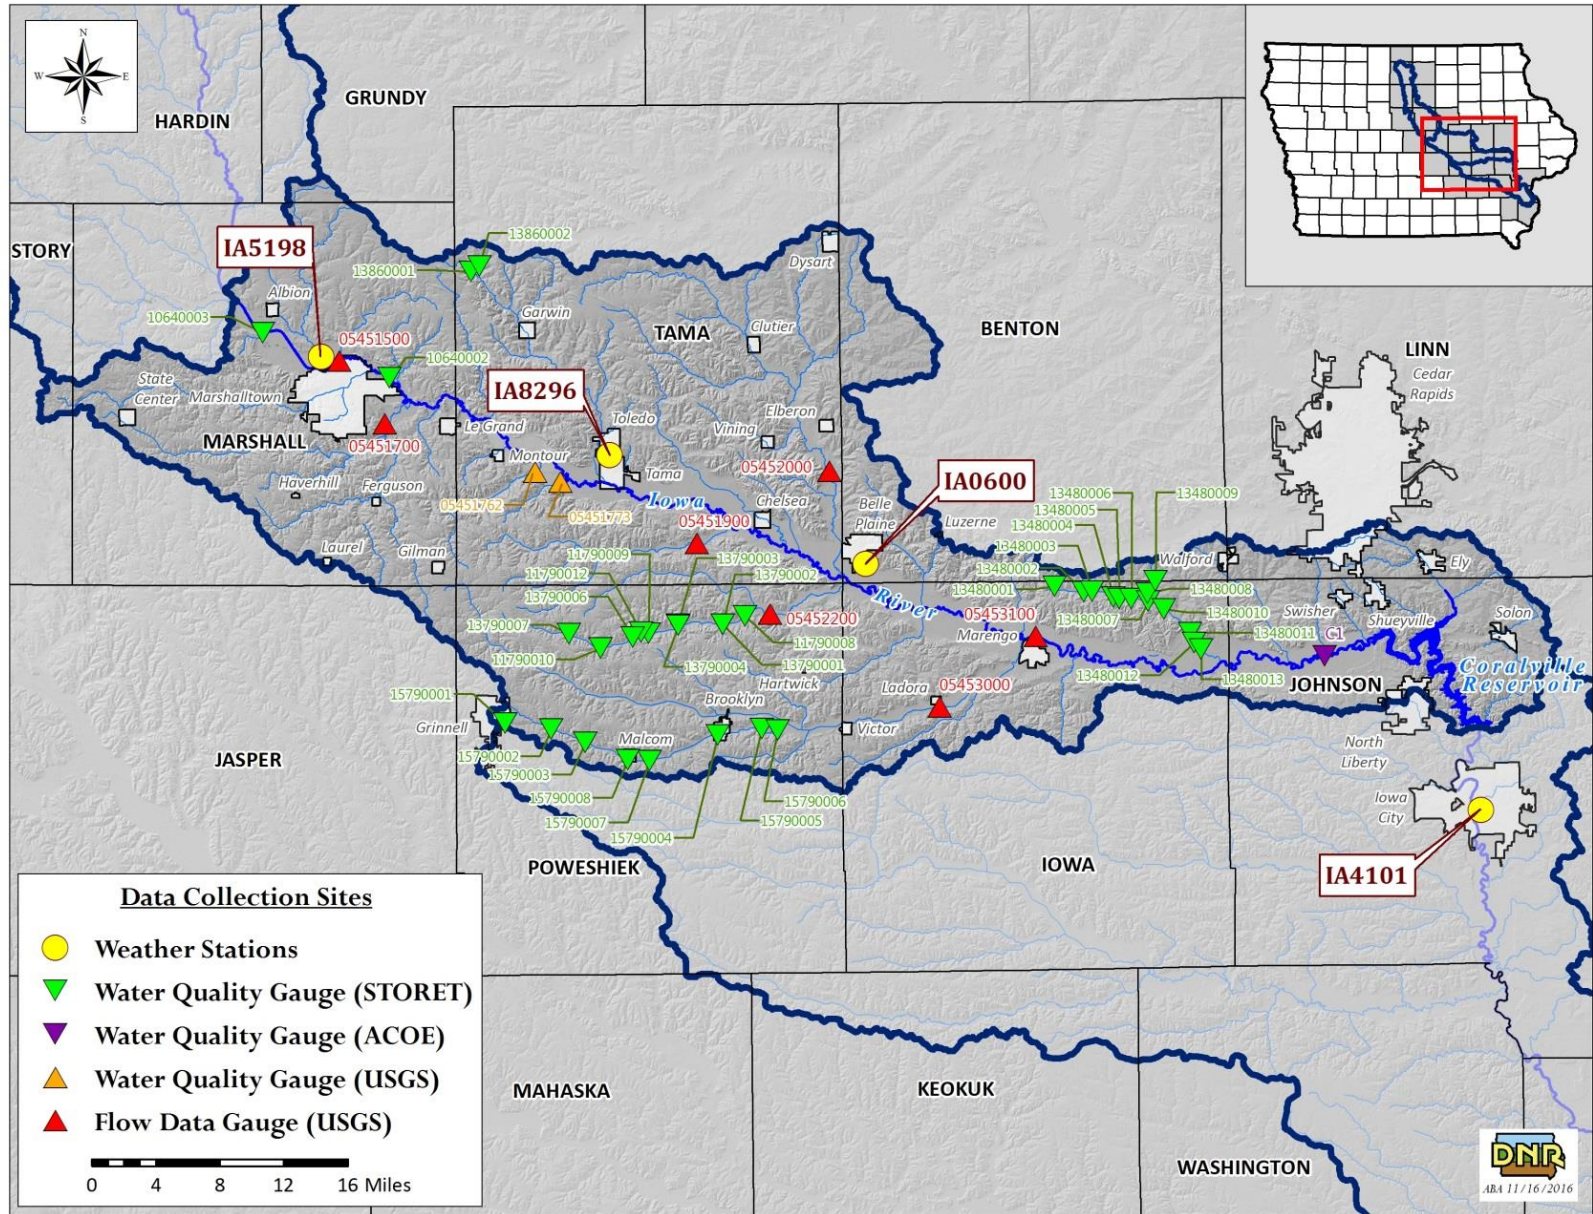 N
W
E
S
HARDIN
GRUNDY
STORY
IA5198
13860002
13860001
Dysart
Albion
10640003
Garwin
TAMA
Clutier
BENTON
LINN
Cedar
Rapids
05451500
10640002
State
Center
Marshalltown
IA8296
Toledo
Elberon
Vining
MARSHALL
05451700
Le Grand
Montour
Tama
05452000
IA0600
Haverhill
Ferguson
05451762
05451773
Iowa
Chelsea
05451900
Belle
Plaine
Luzerne
13480006
13480005
13480004
13480003
13480002
13480001
13480009
Walford
Ely
Laurel
Gilman
11790009
11790012
13790006
13790007
11790010
13790003
13790002
05452200
11790008
13790001
13790004
River
05453100
Marengo
13480007
13480008
13480010
13480011
13480012
13480013
Swisher
Shueyville
Solon
C1
JOHNSON
Coralville
Reservoir
Hartwick
Ladora
05453000
15790001
Grinnell
Brooklyn
Victor
Malcom
15790002
15790003
15790008
15790007
15790004
15790006
15790005
North
Liberty
JASPER
Iowa
City
POWESHIEK
IOWA
IA4101
Data Collection Sites
Weather Stations
Water Quality Gauge (STORET)
Water Quality Gauge (ACOE)
Water Quality Gauge (USGS)
Flow Data Gauge (USGS)
0 4 8 12 16 Miles
MAHASKA
KEOKUK
WASHINGTON
DNR
ABA 11/16/2016